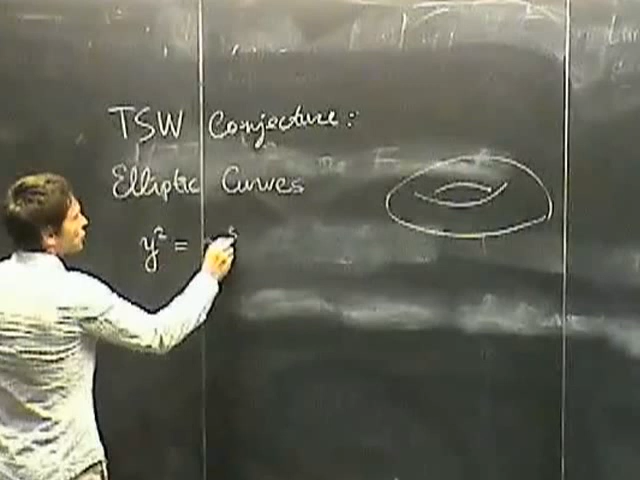 TSW Conjecture:
Elliptic Curves
y² =